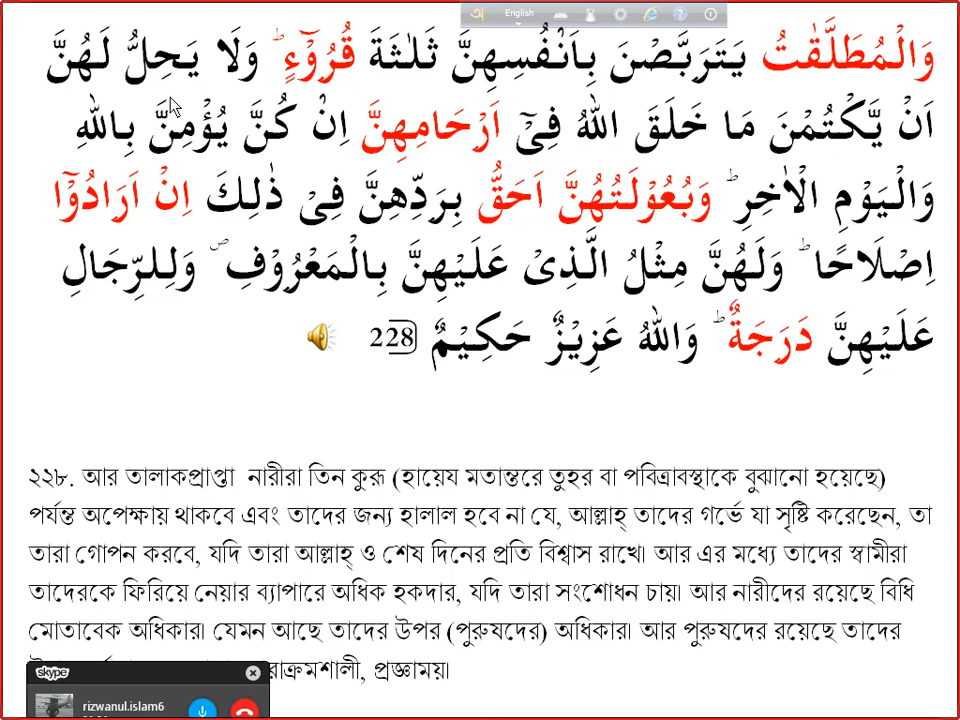 English
وَالْمُطَلَّقٰتُ يَتَرَبَّصْنَ بِاَنْفُسِهِنَّ ثَلٰثَةَ قُرُوْٓءٍ ؕ وَلَا يَحِلُّ لَهُنَّ
اَنْ يَّكْتُمْنَ مَا خَلَقَ اللّٰهُ فِىْٓ اَرْحَامِهِنَّ اِنْ كُنَّ يُؤْمِنَّ بِاللّٰهِ
وَالْيَوْمِ الْاٰخِرِ ؕ وَبُعُوْلَتُهُنَّ اَحَقُّ بِرَدِّهِنَّ فِىْ ذٰلِكَ اِنْ اَرَادُوْٓا
اِصْلَاحًا ؕ وَلَهُنَّ مِثْلُ الَّذِىْ عَلَيْهِنَّ بِالْمَعْرُوْفِ ۖ وَلِلرِّجَالِ
عَلَيْهِنَّ دَرَجَةٌ ؕ وَاللّٰهُ عَزِيْزٌ حَكِيْمٌ 228
২২৮. আর তালাকপ্রাপ্তা নারীরা তিন কুরূ (হায়েয মতান্তরে তুহর বা পবিত্রাবস্থাকে বুঝানো হয়েছে)
পর্যন্ত অপেক্ষায় থাকবে এবং তাদের জন্য হালাল হবে না যে, আল্লাহ্ তাদের গর্ভে যা সৃষ্টি করেছেন, তা
তারা গোপন করবে, যদি তারা আল্লাহ্ ও শেষ দিনের প্রতি বিশ্বাস রাখে। আর এর মধ্যে তাদের স্বামীরা
তাদেরকে ফিরিয়ে নেয়ার ব্যাপারে অধিক হকদার, যদি তারা সংশোধন চায়। আর নারীদের রয়েছে বিধি
মোতাবেক অধিকার। যেমন আছে তাদের উপর (পুরুষদের) অধিকার। আর পুরুষদের রয়েছে তাদের
প্রজ্ঞাময়।
skype
rizwanul.islam6